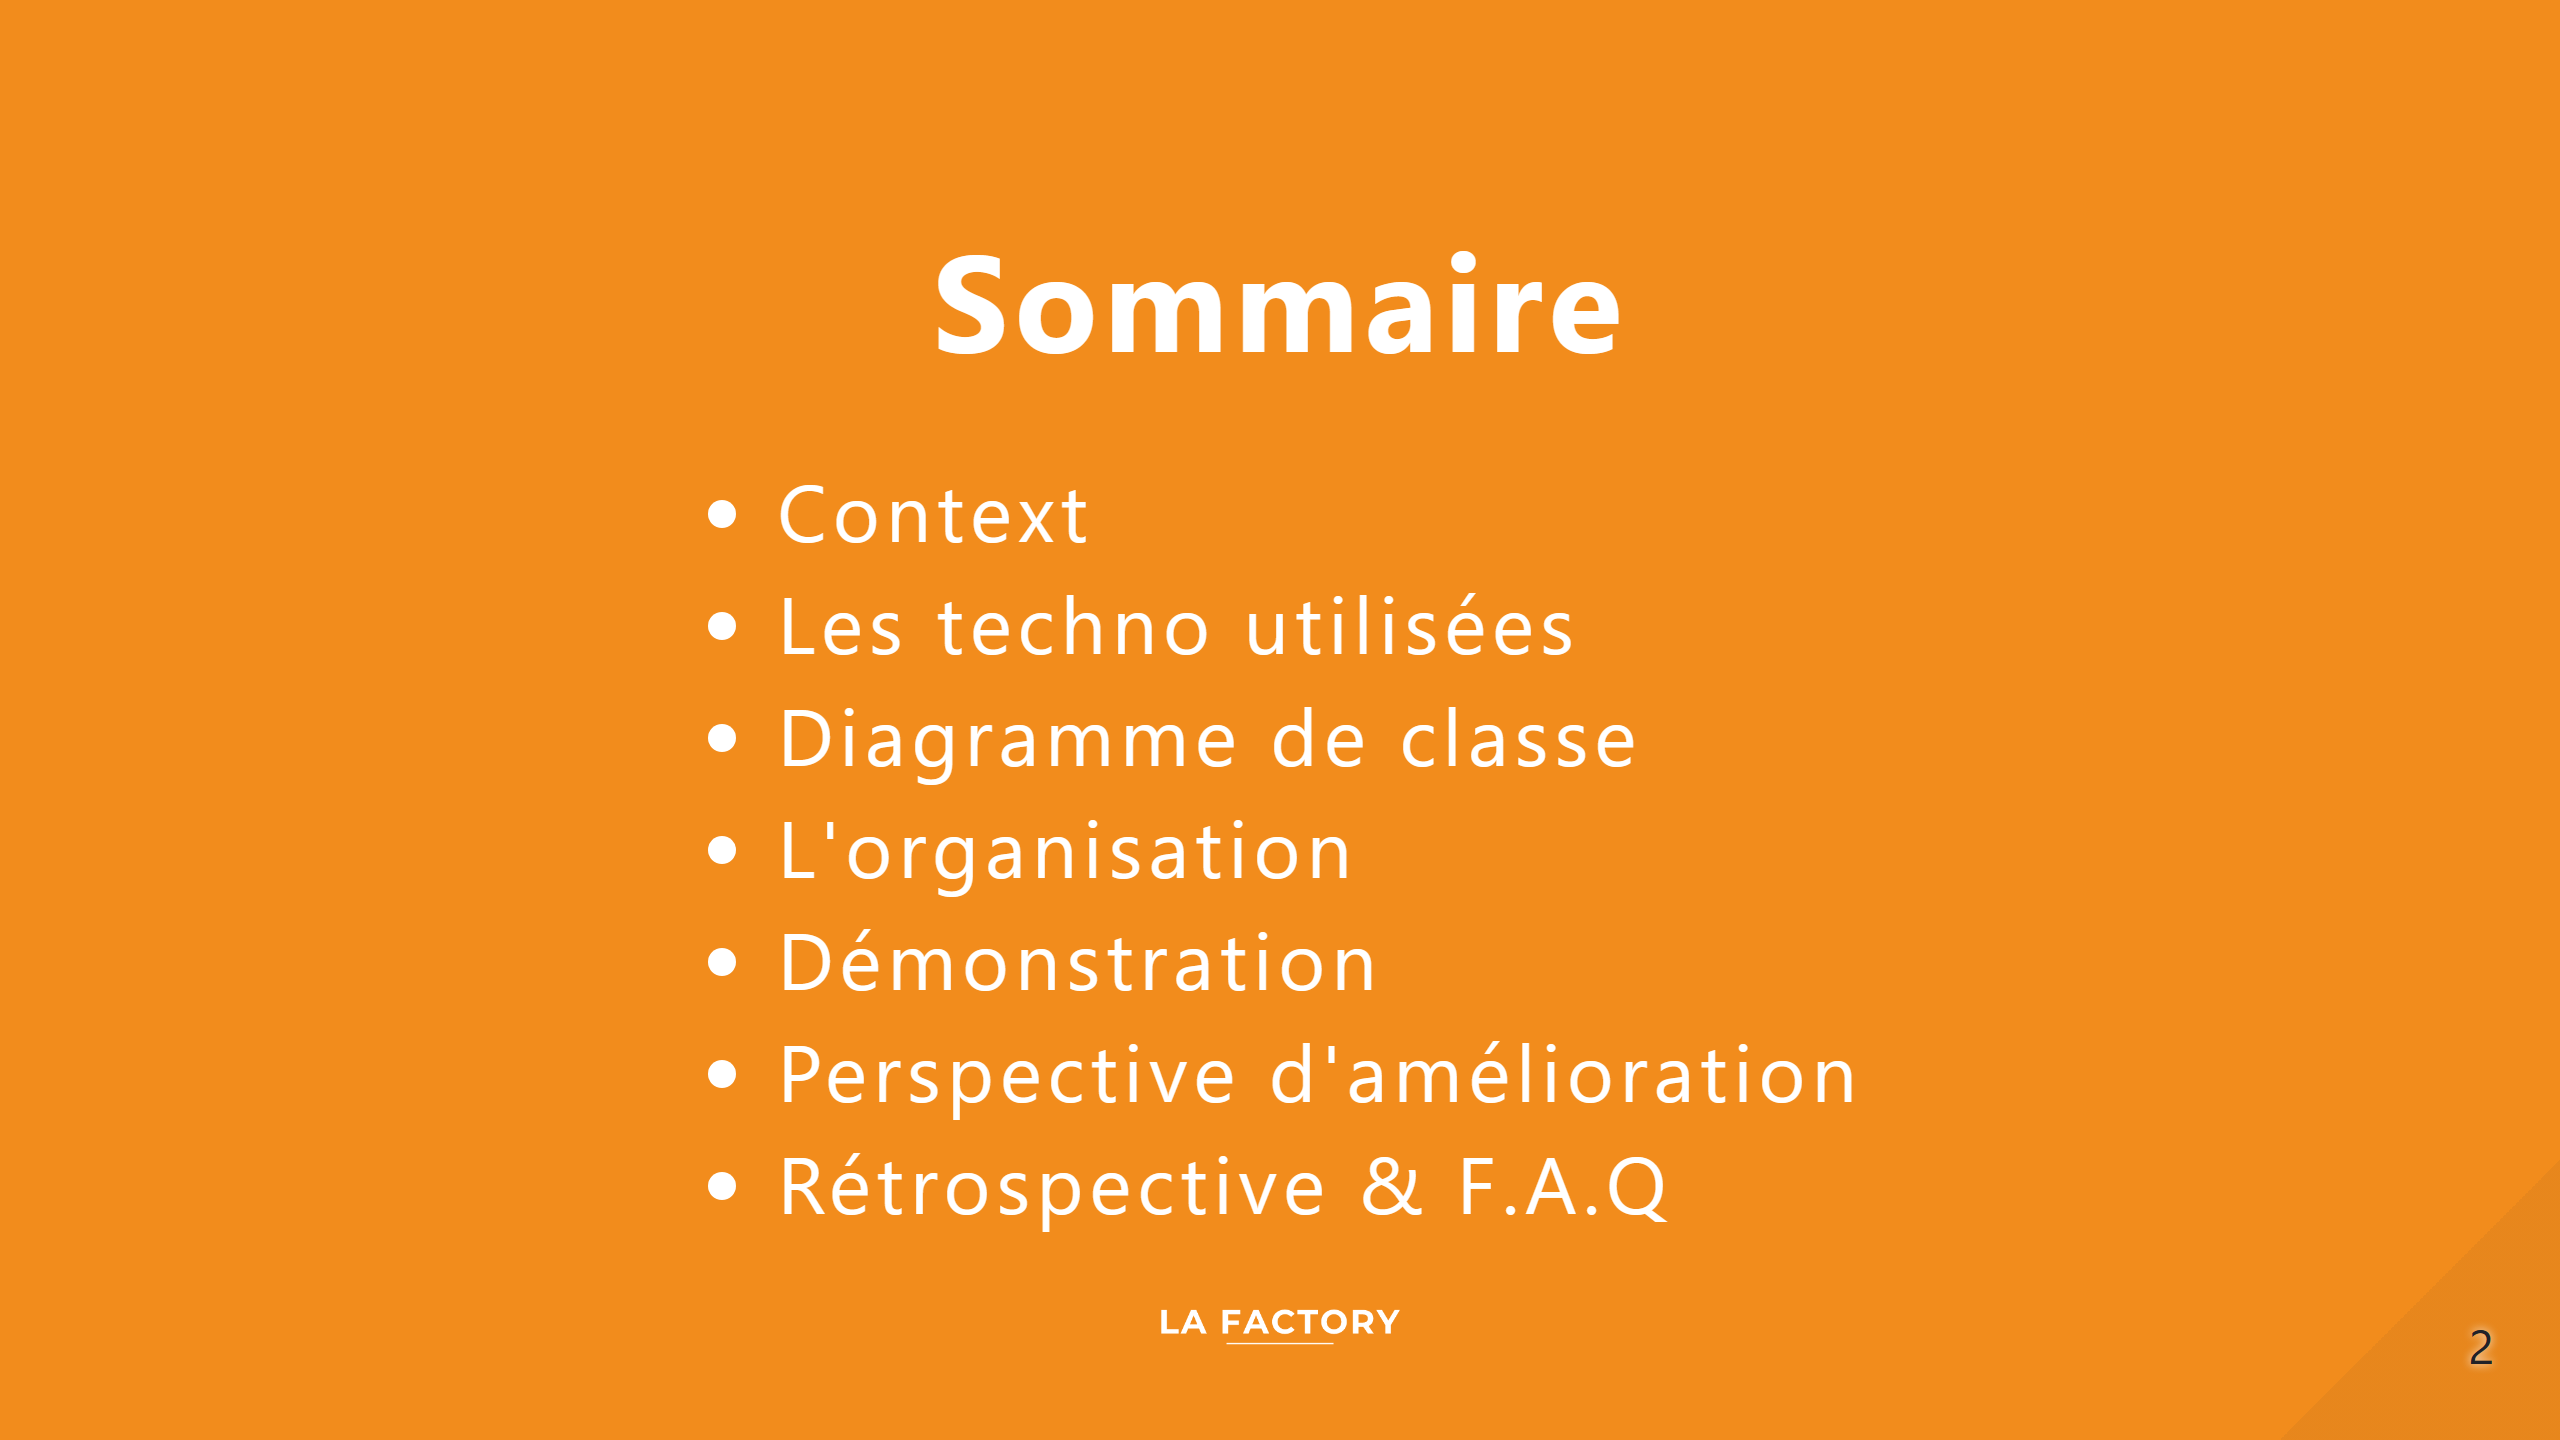 Sommaire
• Context
• Les techno utilisées
• Diagramme de classe
• L'organisation
• Démonstration
• Perspective d'amélioration
• Rétrospective & F.A.Q
LA FACTORY
2